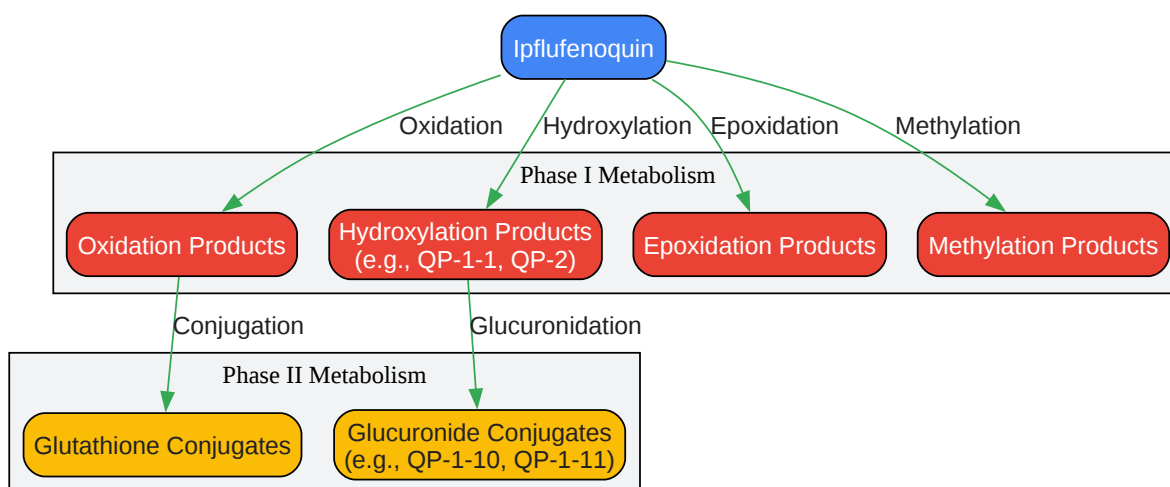 Ipflufenoquin
Oxidation
Hydroxylation
Epoxidation
Methylation
Phase I Metabolism
Oxidation Products
Hydroxylation Products
(e.g., QP-1-1, QP-2)
Epoxidation Products
Methylation Products
Conjugation
Glucuronidation
Phase II Metabolism
Glutathione Conjugates
Glucuronide Conjugates
(e.g., QP-1-10, QP-1-11)